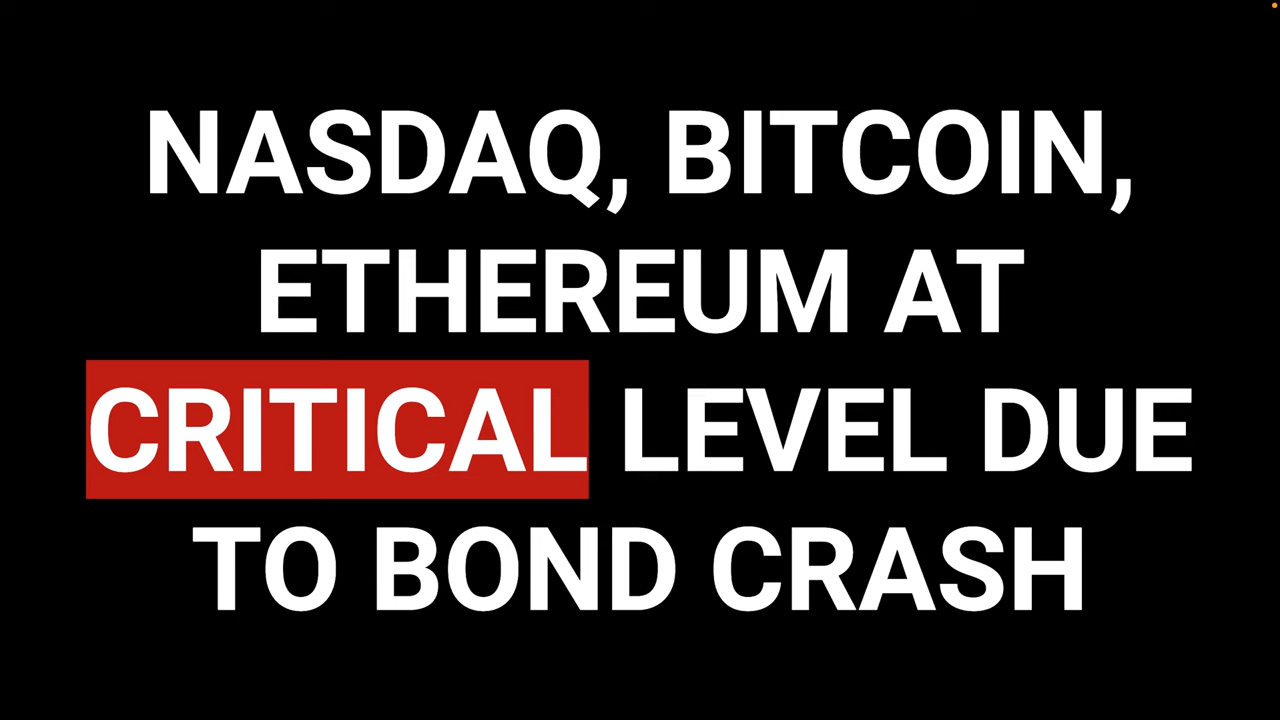 NASDAQ, BITCOIN,
ETHEREUM AT
CRITICAL LEVEL DUE
TO BOND CRASH